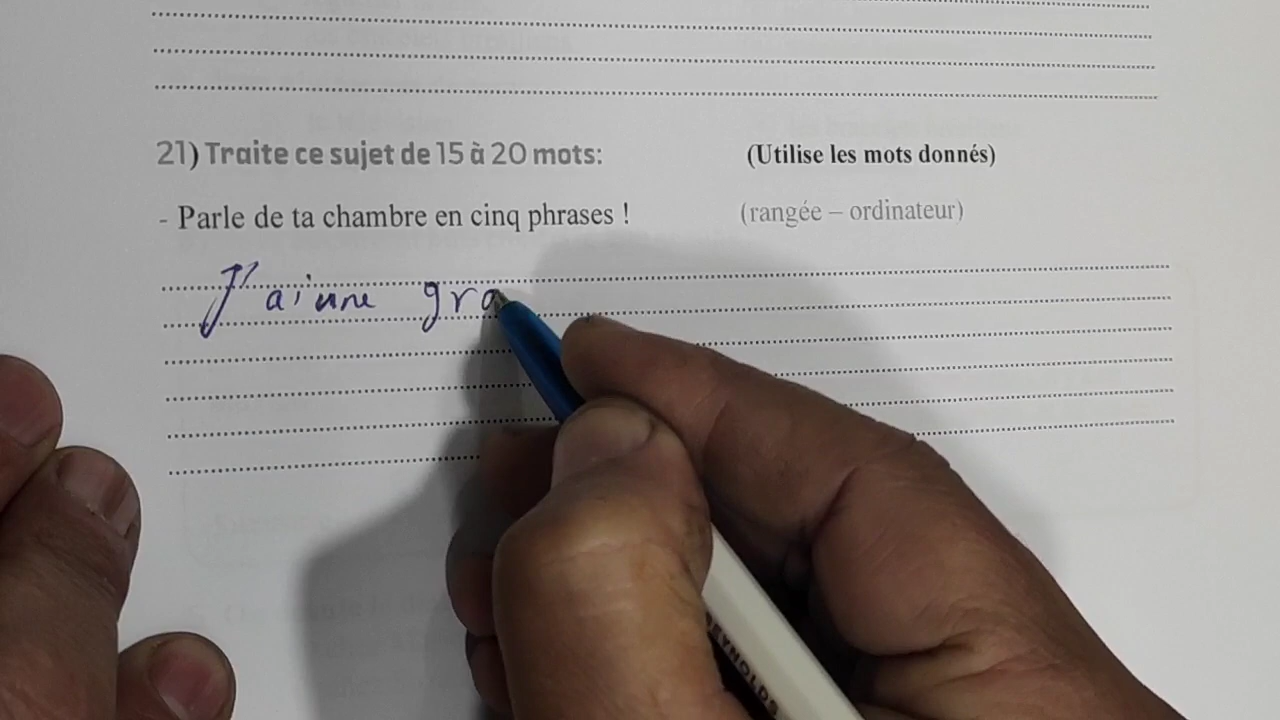 21) Traite ce sujet de 15 à 20 mots: (Utilise les mots donnés)
- Parle de ta chambre en cinq phrases ! (rangée – ordinateur)
J'ai une gra
REYNOLDS